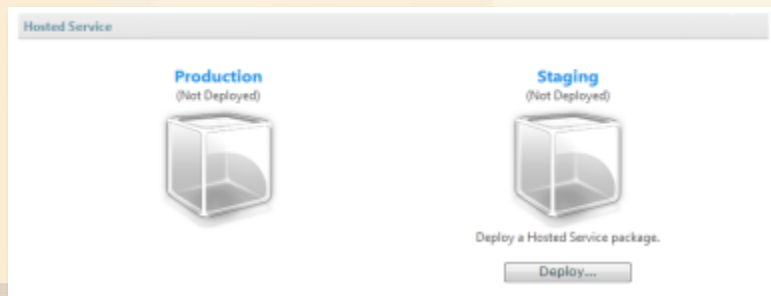 Hosted Service
Production
(Not Deployed)
Staging
(Not Deployed)
Deploy a Hosted Service package.
Deploy....